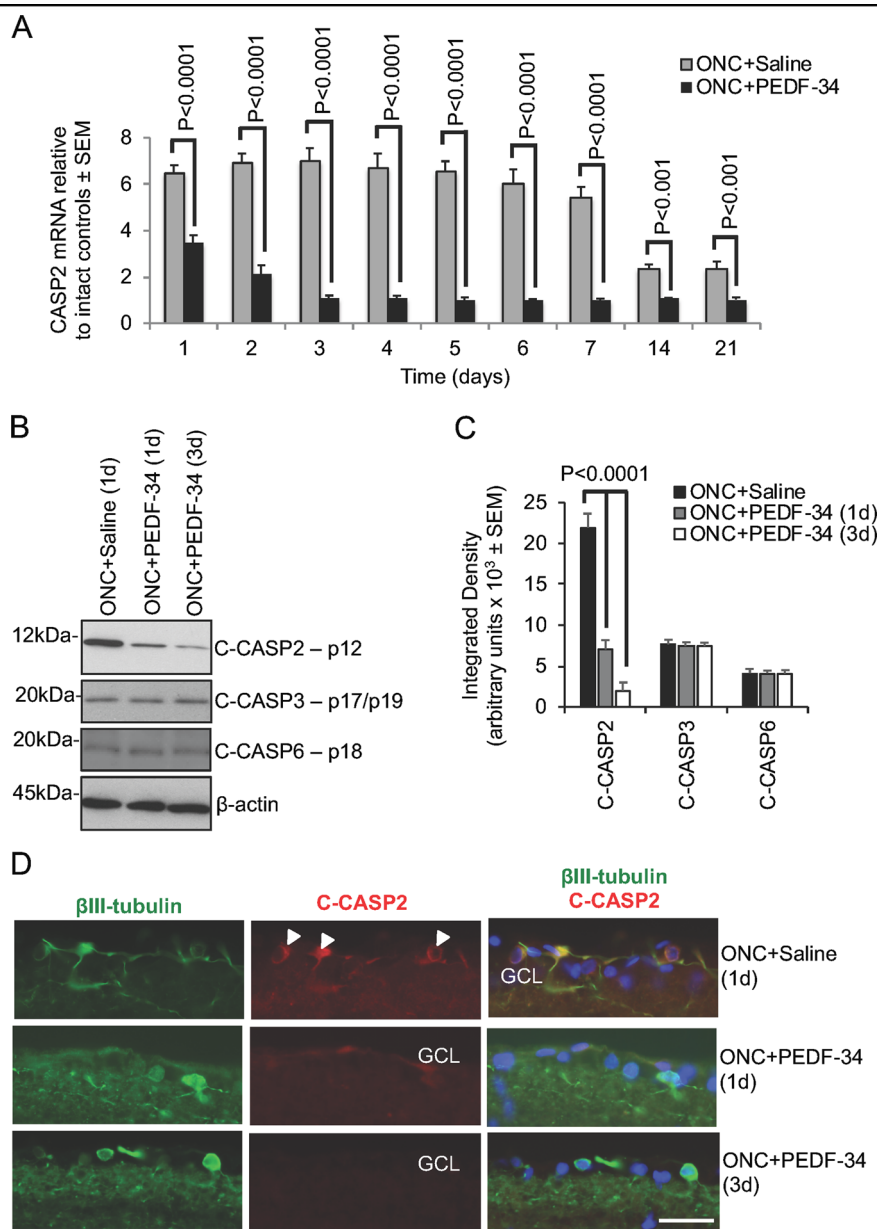 A
ONC+Saline
ONC+PEDF-34
P<0.0001
P<0.0001
P<0.0001
P<0.0001
P<0.0001
P<0.0001
P<0.0001
P<0.001
P<0.001
CASP2 mRNA relative
to intact controls ± SEM
8
6
4
2
0
1 2 3 4 5 6 7 14 21
Time (days)
B
ONC+Saline (1d)
ONC+PEDF-34 (1d)
ONC+PEDF-34 (3d)
12kDa-
C-CASP2 – p12
20kDa-
C-CASP3 – p17/p19
20kDa-
C-CASP6 – p18
45kDa-
β-actin
C
P<0.0001
ONC+Saline
ONC+PEDF-34 (1d)
ONC+PEDF-34 (3d)
Integrated Density
(arbitrary units x 10³ ± SEM)
25
20
15
10
5
0
C-CASP2
C-CASP3
C-CASP6
D
βIII-tubulin
C-CASP2
βIII-tubulin
C-CASP2
GCL
ONC+Saline
(1d)
GCL
ONC+PEDF-34
(1d)
GCL
ONC+PEDF-34
(3d)